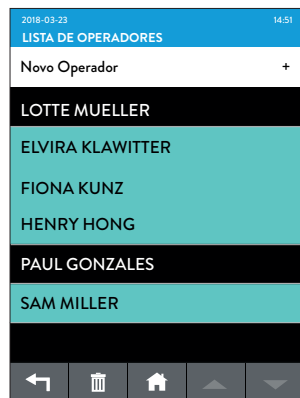 2018-03-23 14:51
LISTA DE OPERADORES
Novo Operador +
LOTTE MUELLER
ELVIRA KLAWITTER
FIONA KUNZ
HENRY HONG
PAUL GONZALES
SAM MILLER